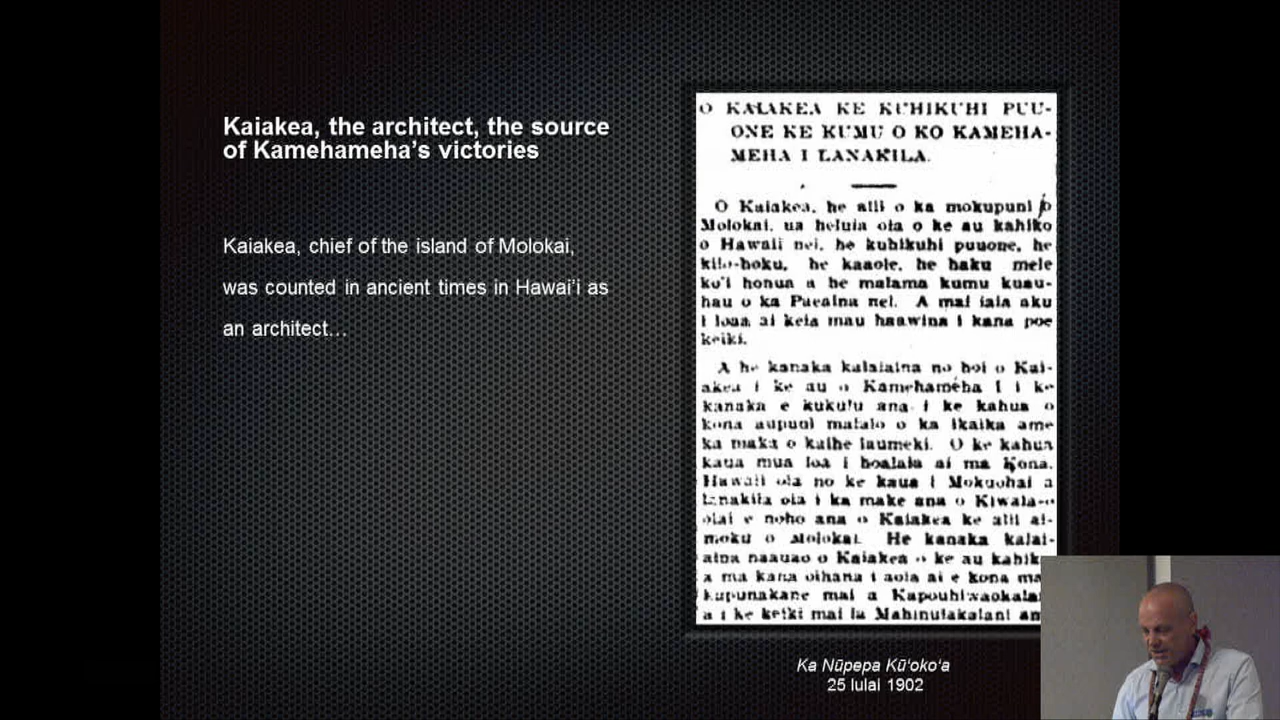 Kaiakea, the architect, the source
of Kamehameha’s victories
Kaiakea, chief of the island of Molokai,
was counted in ancient times in Hawai’i as
an architect…
O KAIAKEA KE KUHIKUHI PUU-
ONE KE KUMU O KO KAMEHA-
MEHA I LANAKILA.
O Kaiakea, he alii o ka mokupuni o
Molokai, ua heluia oia o ke au kahiko
o Hawaii nei, he kuhikuhi puuone, he
kilo-hoku, he kaaole, he haku mele
ko'i honua a he malama kumu kuau-
hau o ka Paeaina nei. A mai iaia aku
i loaa ai keia mau haawina i kana poe
keiki.
A he kanaka kalaiaina no hoi o Kai-
akea i ke au o Kamehameha I i ke
kanaka e kukulu ana i ke kahua o
kona aupuni malalo o ka ikaika ame
ka maka o kaihe laumeki. O ke kahua
kaua mua loa i hoalaia ai ma Kona,
Hawaii oia no ke kaua i Mokuohai a
lanakila oia i ka make ana o Kiwala-o
oiai e noho ana o Kaiakea ke alii ai-
moku o Molokai. He kanaka kalai-
aina naauao o Kaiakea o ke au kahiko
a ma kana oihana i aoia ai e kona
kupunakane mai a
a i ke keiki mai la Mahinulakalani
Ka Nūpepa Kūʻokoʻa
25 Iulai 1902